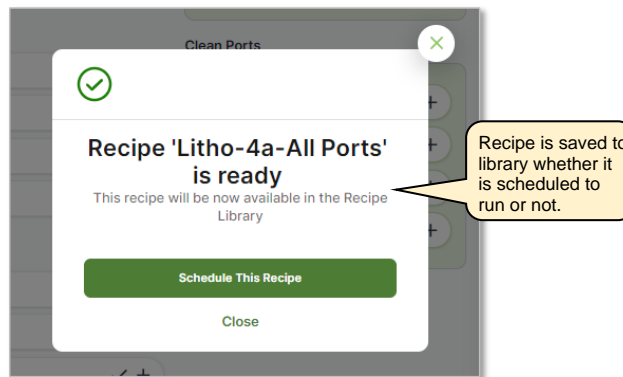 Clean Ports
Recipe 'Litho-4a-All Ports'
is ready
This recipe will be now available in the Recipe
Library
Schedule This Recipe
Close
Recipe is saved to
library whether it
is scheduled to
run or not.